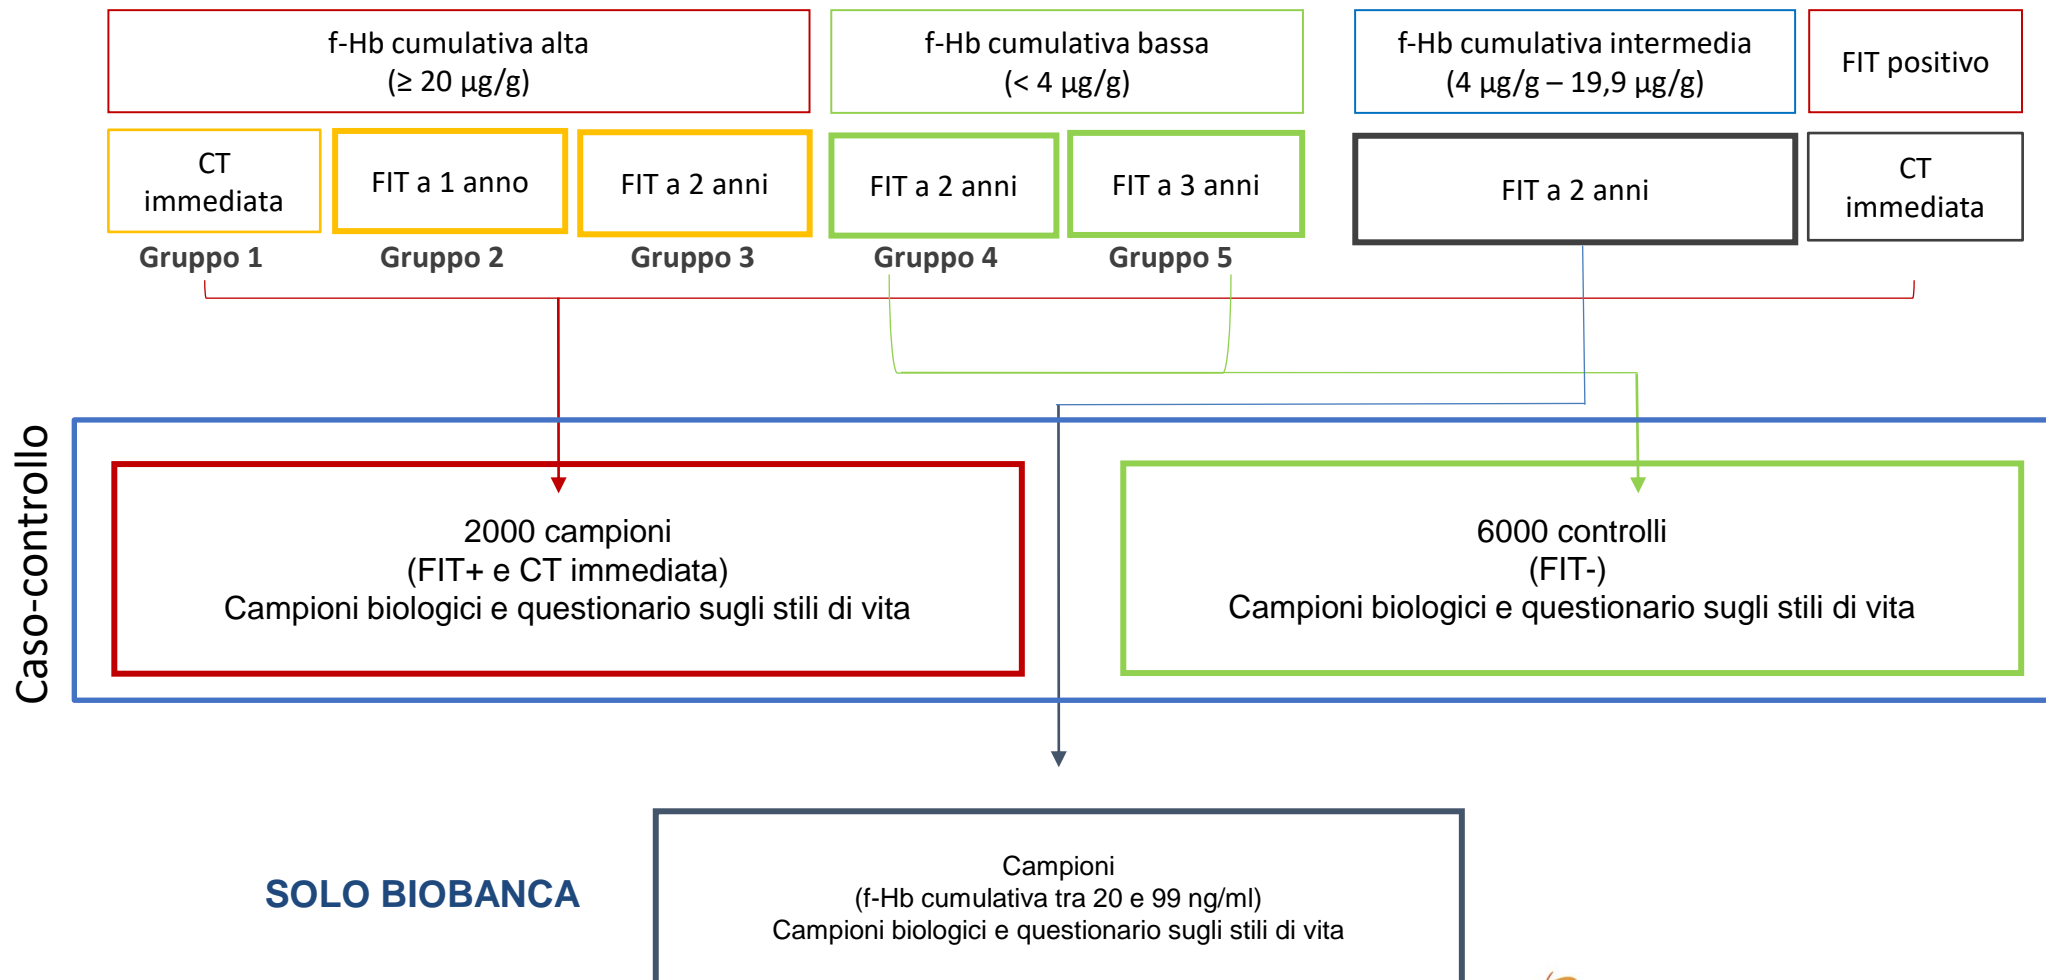 f-Hb cumulativa alta
(≥ 20 µg/g)
f-Hb cumulativa bassa
(< 4 µg/g)
f-Hb cumulativa intermedia
(4 µg/g – 19,9 µg/g)
FIT positivo
CT
immediata
FIT a 1 anno
FIT a 2 anni
FIT a 2 anni
FIT a 3 anni
FIT a 2 anni
CT
immediata
Gruppo 1
Gruppo 2
Gruppo 3
Gruppo 4
Gruppo 5
Caso-controllo
2000 campioni
(FIT+ e CT immediata)
Campioni biologici e questionario sugli stili di vita
6000 controlli
(FIT-)
Campioni biologici e questionario sugli stili di vita
SOLO BIOBANCA
Campioni
(f-Hb cumulativa tra 20 e 99 ng/ml)
Campioni biologici e questionario sugli stili di vita